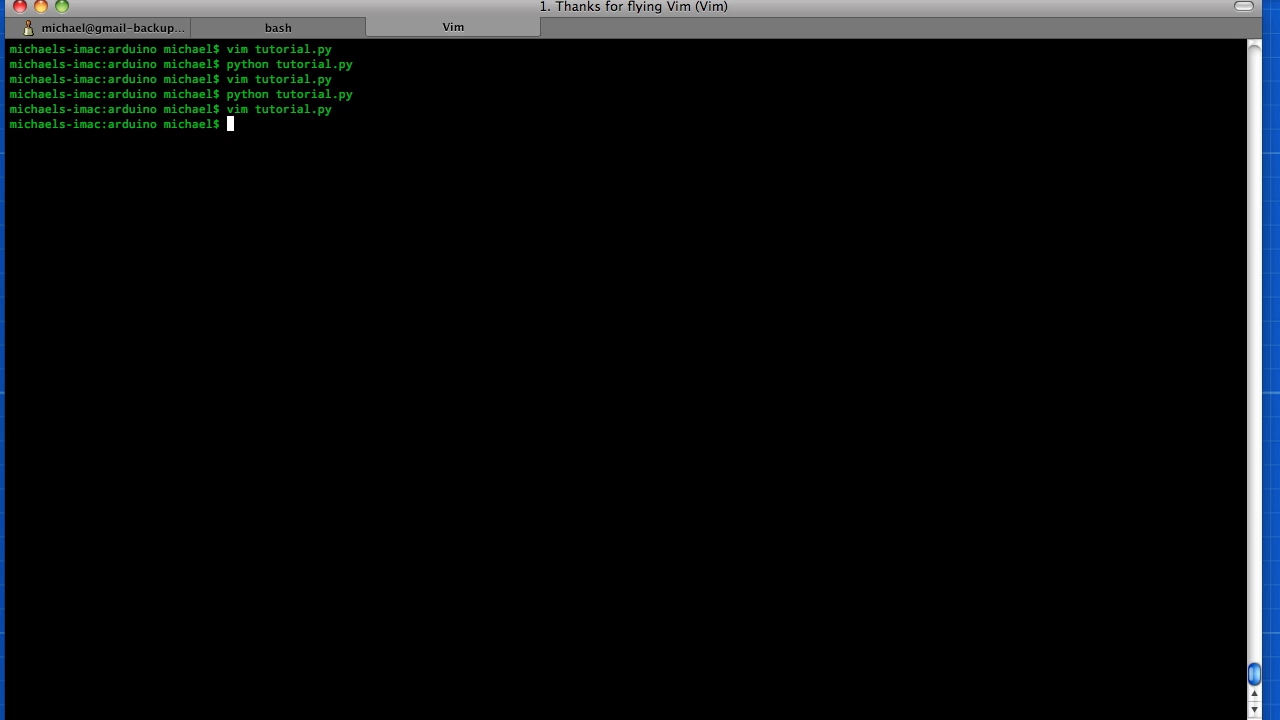 1. Thanks for flying Vim (Vim)
michael@gmail-backup... bash Vim
michaels-imac:arduino michael$ vim tutorial.py
michaels-imac:arduino michael$ python tutorial.py
michaels-imac:arduino michael$ vim tutorial.py
michaels-imac:arduino michael$ python tutorial.py
michaels-imac:arduino michael$ vim tutorial.py
michaels-imac:arduino michael$